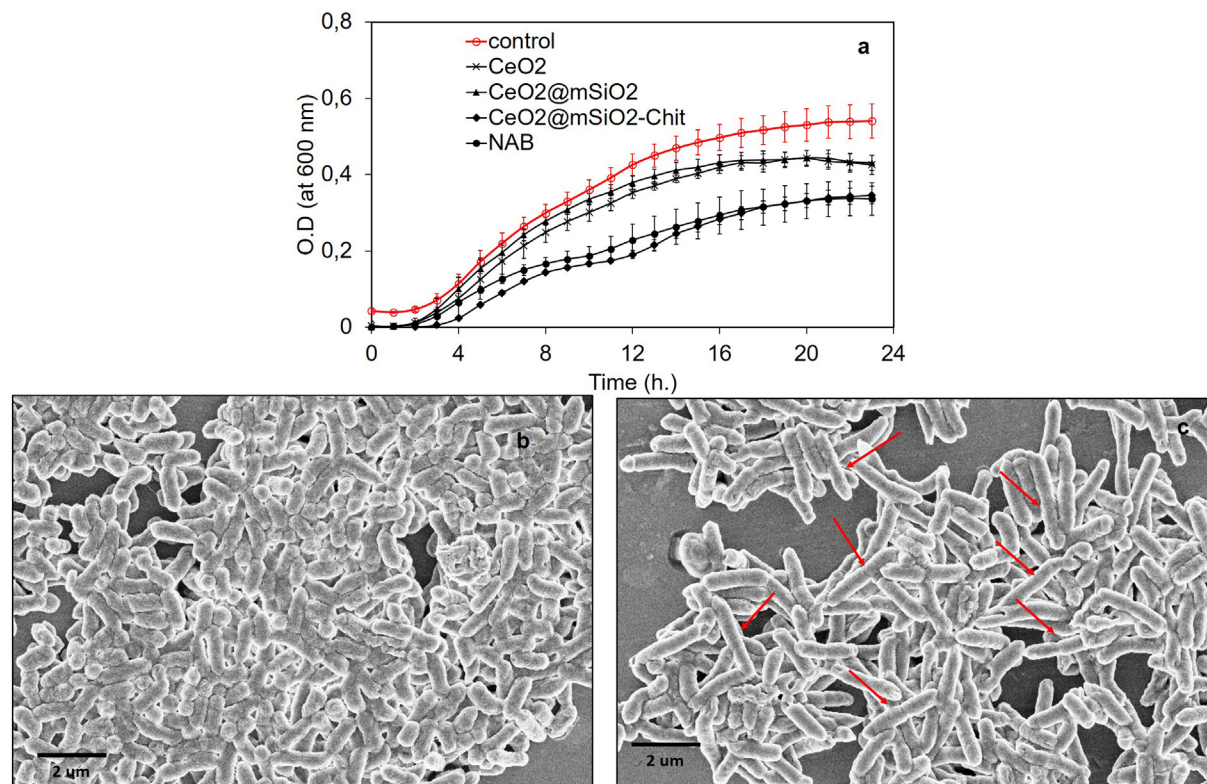 0,8
0,6
0,4
0,2
0
O.D (at 600 nm)
a
control
CeO2
CeO2@mSiO2
CeO2@mSiO2-Chit
NAB
0 4 8 12 16 20 24
Time (h.)
b
2 um
c
2 um